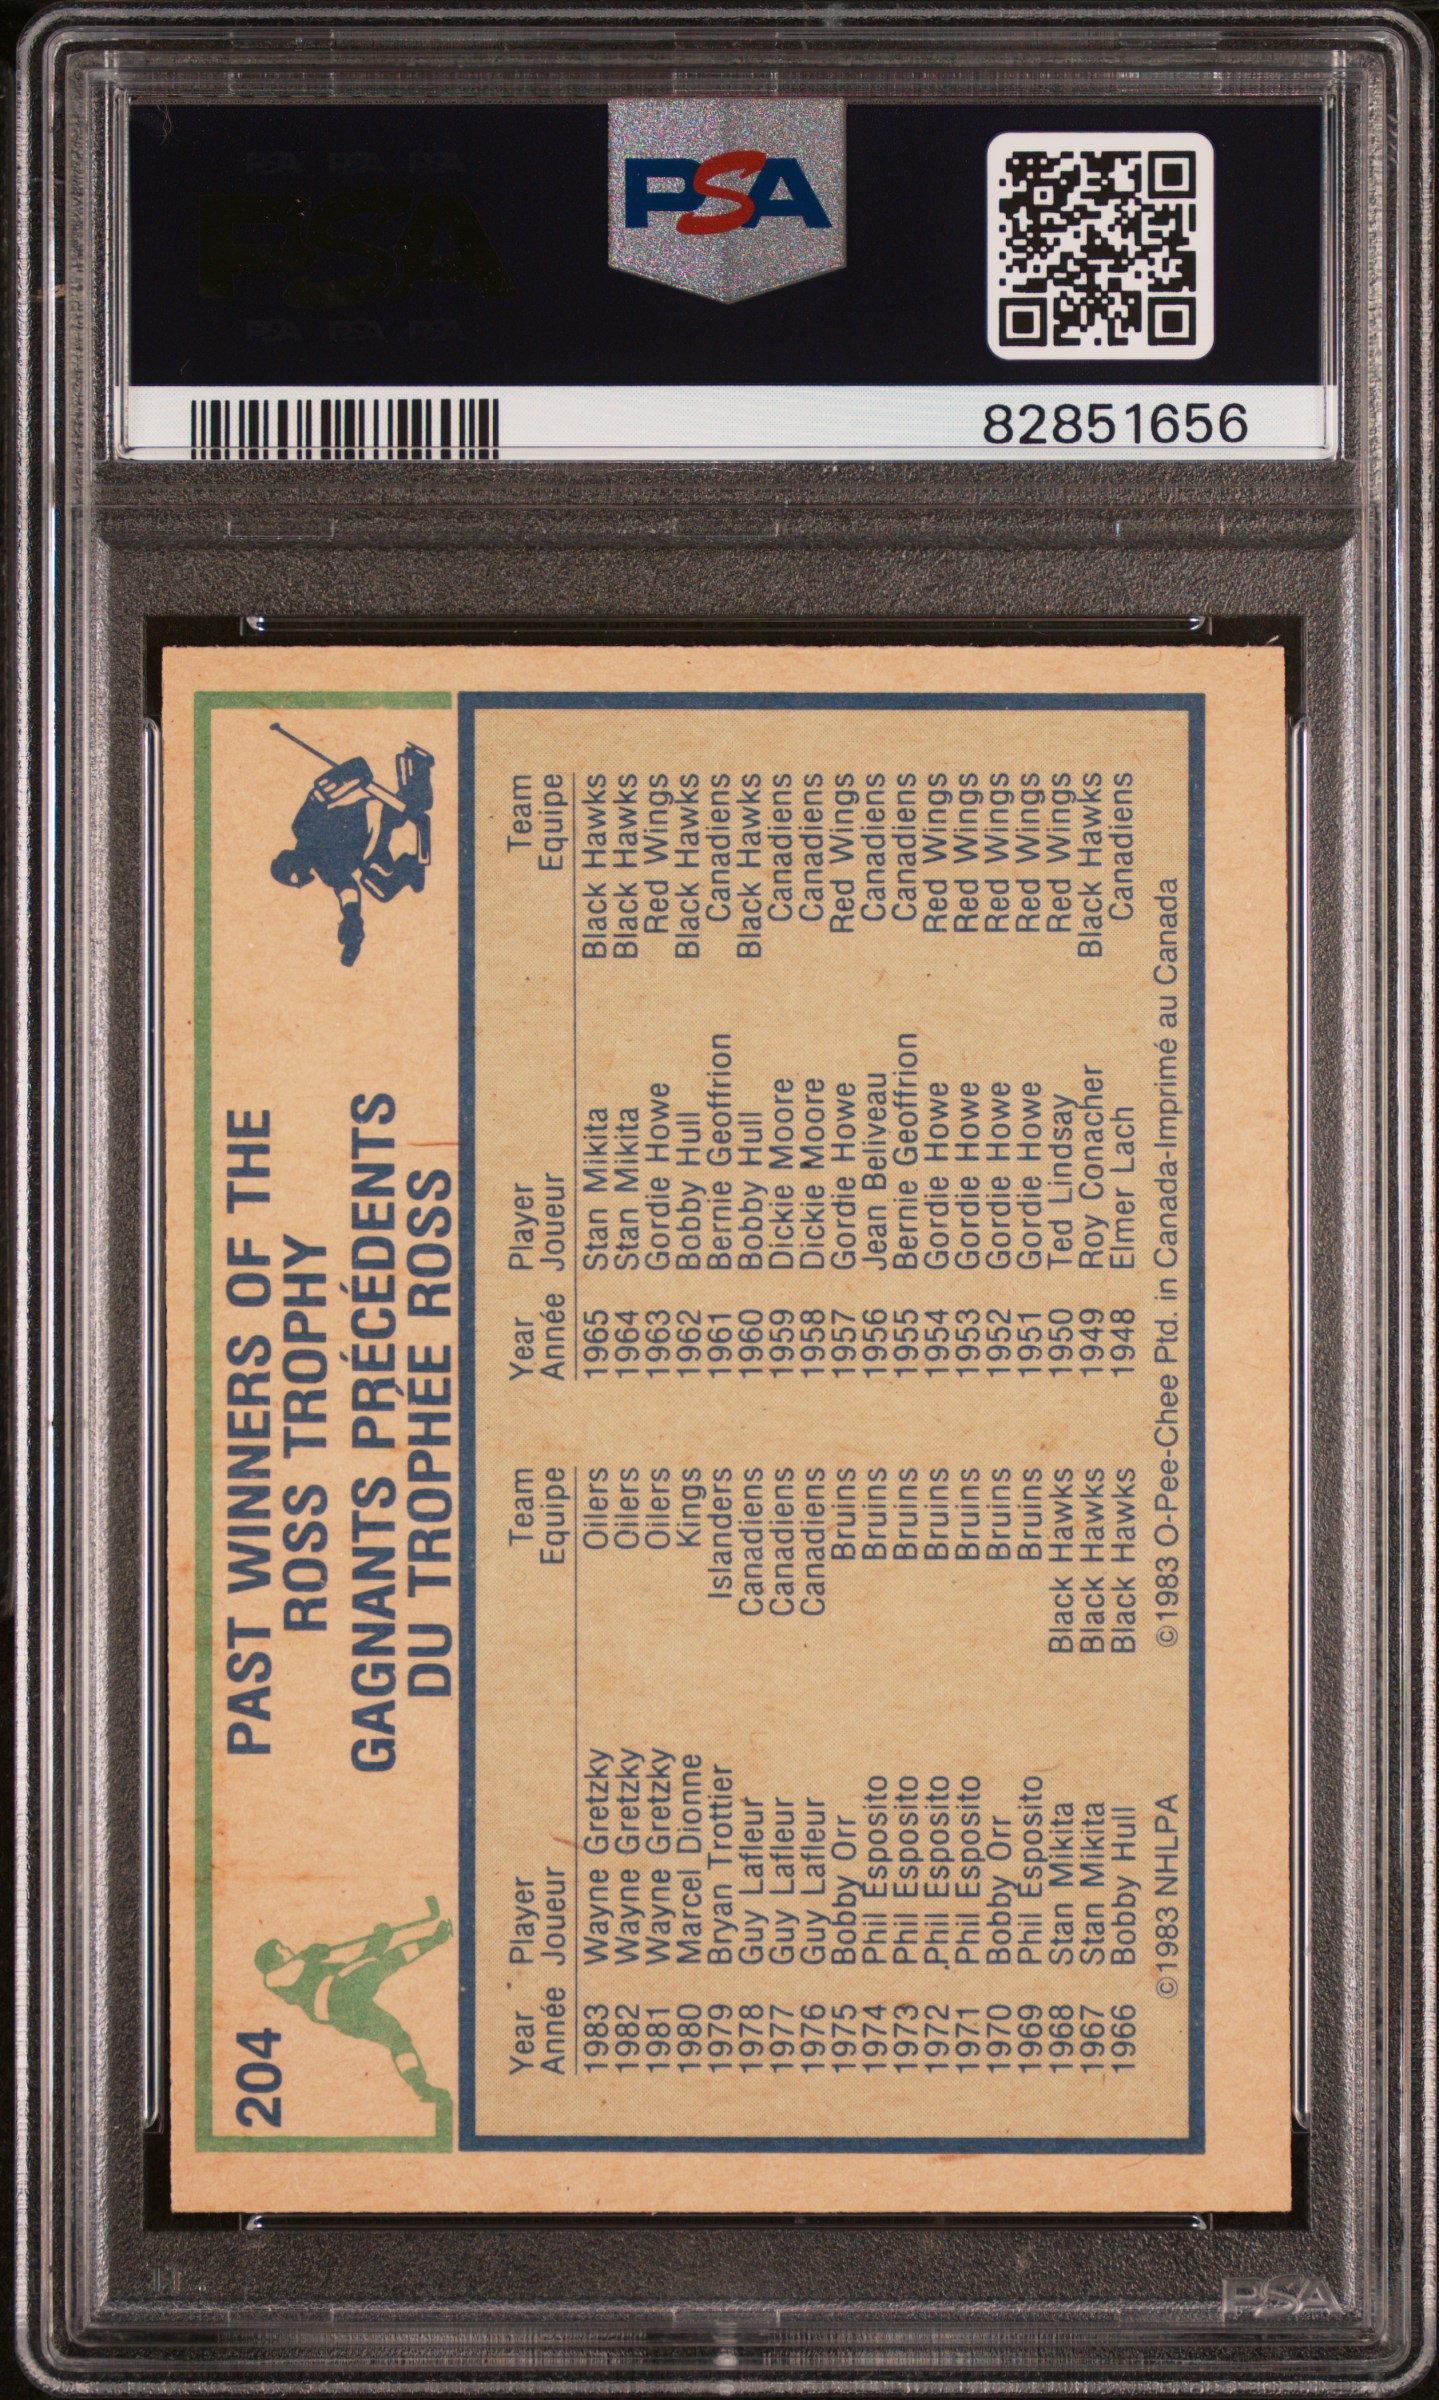 PSA PSA PSA
PSA
PSA PSA PSA
PSA
82851656
204
PAST WINNERS OF THE
ROSS TROPHY
GAGNANTS PRÉCÉDENTS
DU TROPHÉE ROSS
Year Player Team Year Player Team
Année Joueur Equipe Année Joueur Equipe
1983 Wayne Gretzky Oilers 1965 Stan Mikita Black Hawks
1982 Wayne Gretzky Oilers 1964 Stan Mikita Black Hawks
1981 Wayne Gretzky Oilers 1963 Gordie Howe Red Wings
1980 Marcel Dionne Kings 1962 Bobby Hull Black Hawks
1979 Bryan Trottier Islanders 1961 Bernie Geoffrion Canadiens
1978 Guy Lafleur Canadiens 1960 Bobby Hull Black Hawks
1977 Guy Lafleur Canadiens 1959 Dickie Moore Canadiens
1976 Guy Lafleur Canadiens 1958 Dickie Moore Canadiens
1975 Bobby Orr Bruins 1957 Gordie Howe Red Wings
1974 Phil Esposito Bruins 1956 Jean Beliveau Canadiens
1973 Phil Esposito Bruins 1955 Bernie Geoffrion Canadiens
1972 Phil Esposito Bruins 1954 Gordie Howe Red Wings
1971 Phil Esposito Bruins 1953 Gordie Howe Red Wings
1970 Bobby Orr Bruins 1952 Gordie Howe Red Wings
1969 Phil Esposito Bruins 1951 Gordie Howe Red Wings
1968 Stan Mikita Black Hawks 1950 Ted Lindsay Red Wings
1967 Stan Mikita Black Hawks 1949 Roy Conacher Black Hawks
1966 Bobby Hull Black Hawks 1948 Elmer Lach Canadiens
©1983 NHLPA ©1983 O-Pee-Chee Ptd. in Canada-Imprimé au Canada
PSA